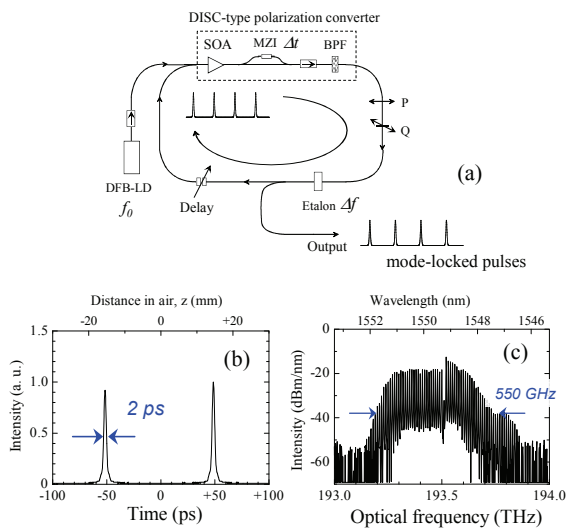 DISC-type polarization converter
SOA MZI Δt BPF
P
Q
DFB-LD
f0
Delay
Etalon Δf
(a)
Output
mode-locked pulses
Distance in air, z (mm)
-20 0 +20
1.5
1.0
0.5
0.0
Intensity (a. u.)
(b)
2 ps
-100 -50 0 +50 +100
Time (ps)
Wavelength (nm)
1552 1550 1548 1546
0
-20
-40
-60
Intensity (dBm/nm)
(c)
550 GHz
193.0 193.5 194.0
Optical frequency (THz)